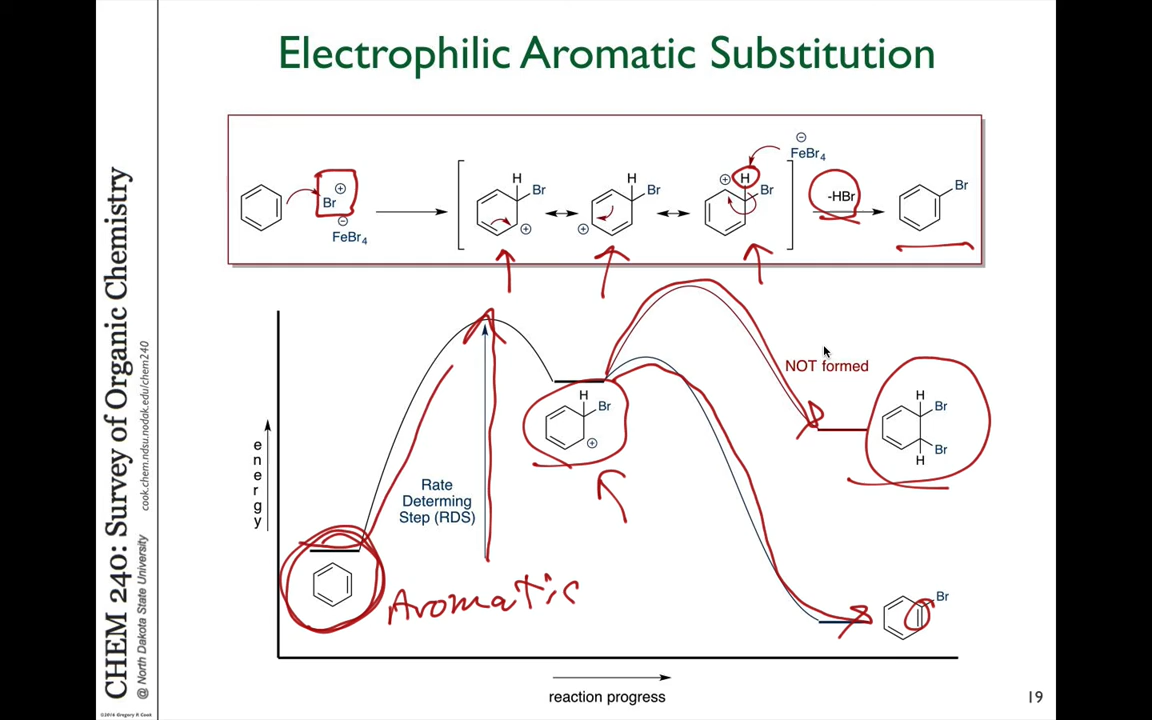 Electrophilic Aromatic Substitution
CHEM 240: Survey of Organic Chemistry
@ North Dakota State University
cook.chem.ndsu.nodak.edu/chem240
©2016 Gregory R Cook
Br ⊕
⊖
FeBr4
H
Br
⊕
H
Br
⊕
⊕ H
Br
⊖
FeBr4
-HBr
Br
energy
Rate
Determining
Step (RDS)
H
Br
⊕
NOT formed
H
Br
Br
H
Aromatic
Br
reaction progress
19